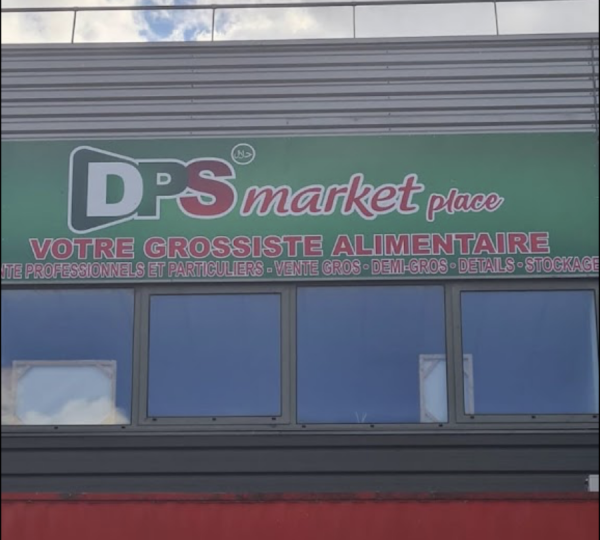 DPS market place
VOTRE GROSSISTE ALIMENTAIRE
NTE PROFESSIONNELS ET PARTICULIERS - VENTE GROS - DEMI-GROS - DETAILS - STOCKAGE